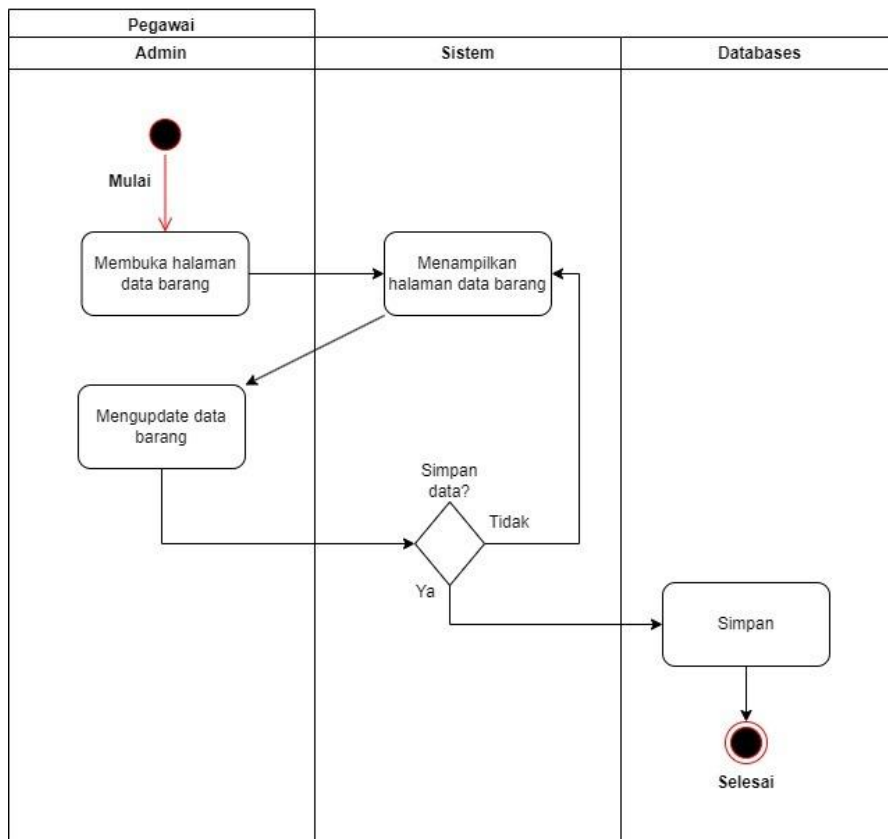 Pegawai
Admin
Sistem
Databases
Mulai
Membuka halaman
data barang
Menampilkan
halaman data barang
Mengupdate data
barang
Simpan
data?
Tidak
Ya
Simpan
Selesai